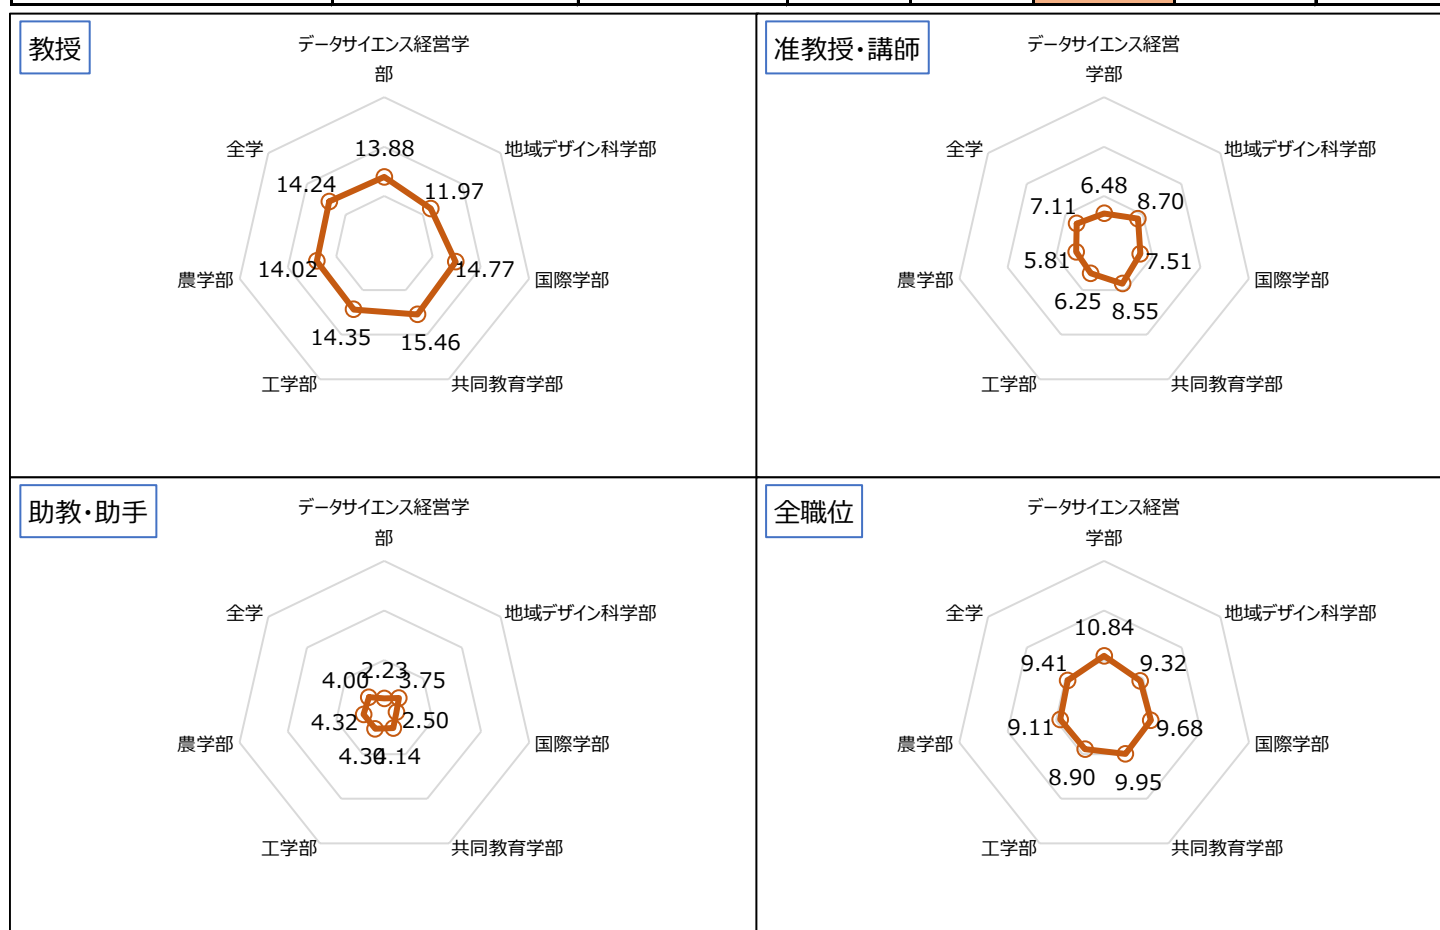 教授
データサイエンス経営学
部
13.88
全学
地域デザイン科学部
14.24
11.97
農学部
14.02
14.77
国際学部
14.35
15.46
工学部
共同教育学部
准教授・講師
データサイエンス経営
学部
6.48
全学
地域デザイン科学部
7.11
8.70
農学部
5.81
7.51
国際学部
6.25
8.55
工学部
共同教育学部
助教・助手
データサイエンス経営学
部
2.23
全学
地域デザイン科学部
4.00
3.75
農学部
4.32
2.50
国際学部
4.30
4.14
工学部
共同教育学部
全職位
データサイエンス経営
学部
10.84
全学
地域デザイン科学部
9.41
9.32
農学部
9.11
9.68
国際学部
8.90
9.95
工学部
共同教育学部